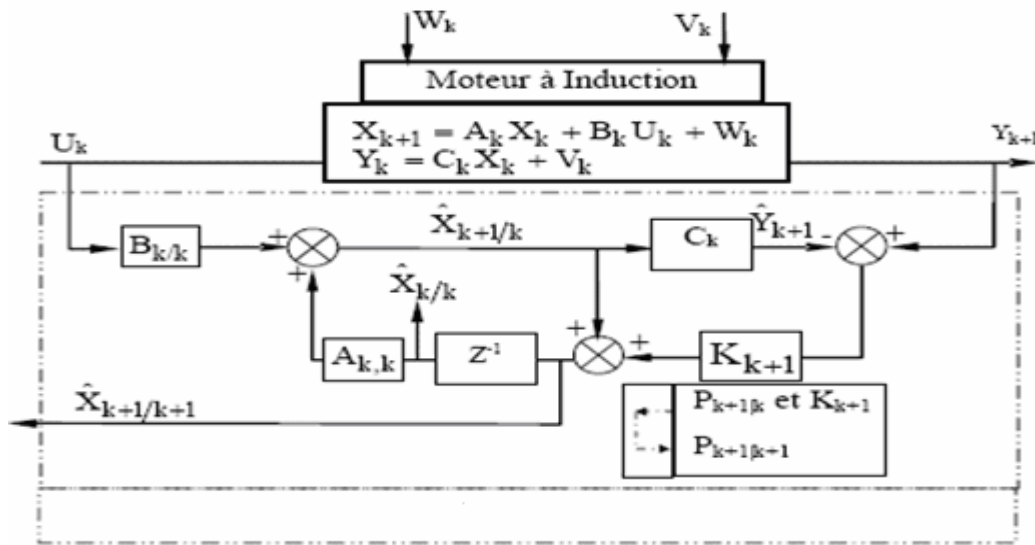 W_k
V_k
Moteur à Induction
U_k
X_{k+1} = A_k X_k + B_k U_k + W_k
Y_k = C_k X_k + V_k
Y_{k+1}
B_{k/k}
+
+
X̂_{k+1/k}
C_k
Ŷ_{k+1}
-
+
X̂_{k/k}
A_{k,k}
Z^{-1}
+
+
K_{k+1}
X̂_{k+1/k+1}
P_{k+1|k} et K_{k+1}
P_{k+1|k+1}